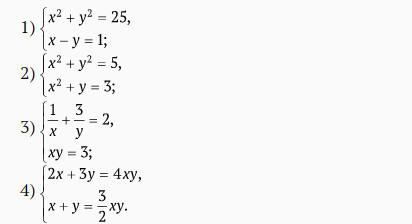 1) { x² + y² = 25,
x − y = 1;
2) { x² + y² = 5,
x² + y = 3;
3) { 1/x + 3/y = 2,
xy = 3;
4) { 2x + 3y = 4xy,
x + y = 3/2 xy.